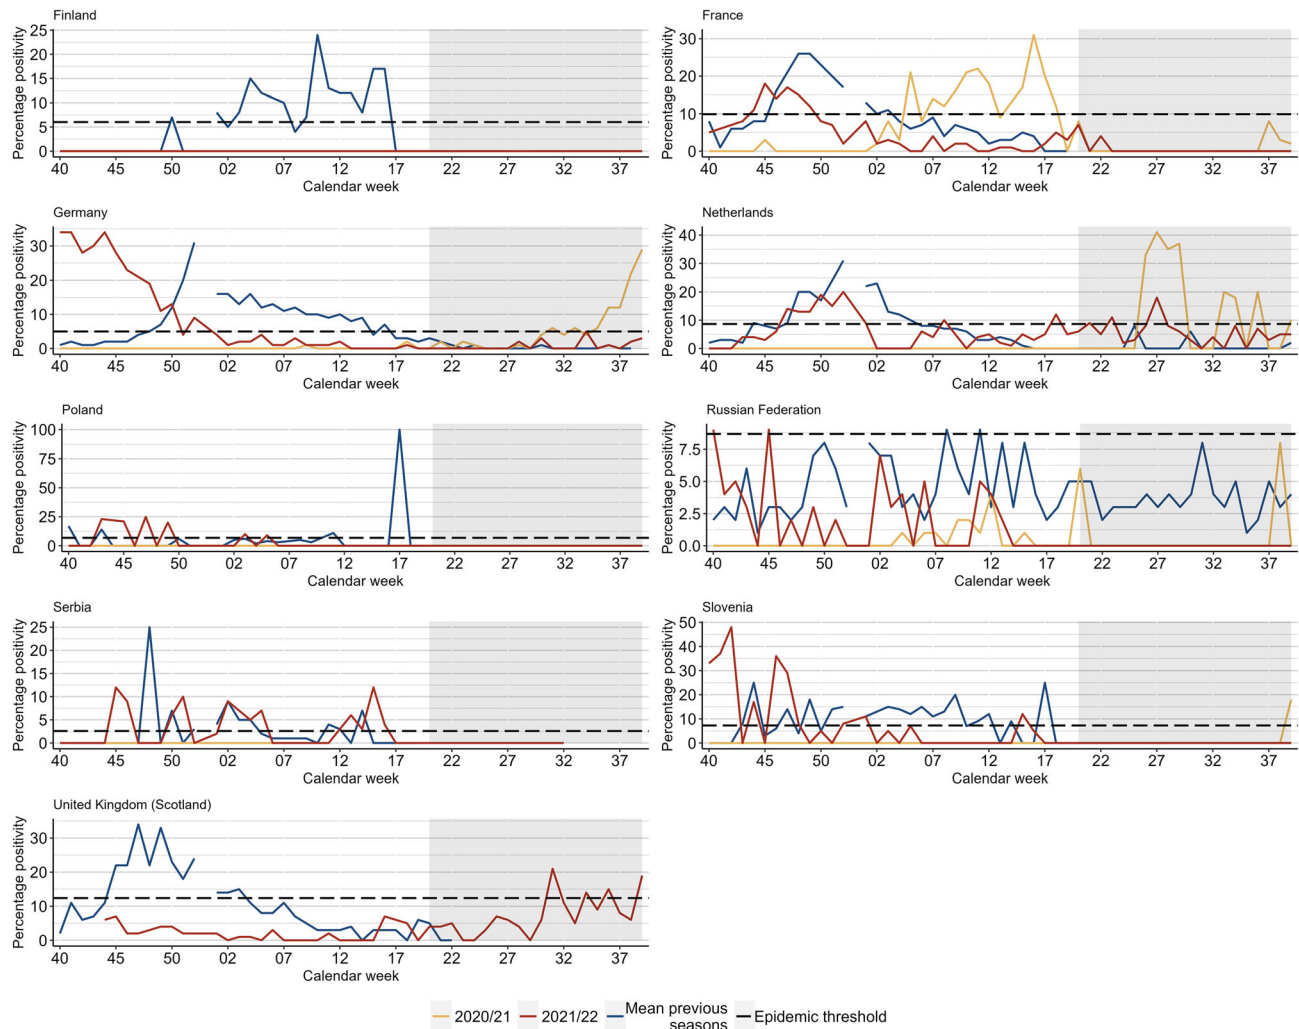 Finland
Percentage positivity
25
20
15
10
5
0
40 45 50 02 07 12 17 22 27 32 37
Calendar week
France
Percentage positivity
30
20
10
0
40 45 50 02 07 12 17 22 27 32 37
Calendar week
Germany
Percentage positivity
30
20
10
0
40 45 50 02 07 12 17 22 27 32 37
Calendar week
Netherlands
Percentage positivity
40
30
20
10
0
40 45 50 02 07 12 17 22 27 32 37
Calendar week
Poland
Percentage positivity
100
75
50
25
0
40 45 50 02 07 12 17 22 27 32 37
Calendar week
Russian Federation
Percentage positivity
7.5
5.0
2.5
0.0
40 45 50 02 07 12 17 22 27 32 37
Calendar week
Serbia
Percentage positivity
25
20
15
10
5
0
40 45 50 02 07 12 17 22 27 32 37
Calendar week
Slovenia
Percentage positivity
50
40
30
20
10
0
40 45 50 02 07 12 17 22 27 32 37
Calendar week
United Kingdom (Scotland)
Percentage positivity
30
20
10
0
40 45 50 02 07 12 17 22 27 32 37
Calendar week
2020/21
2021/22
Mean previous
seasons
Epidemic threshold